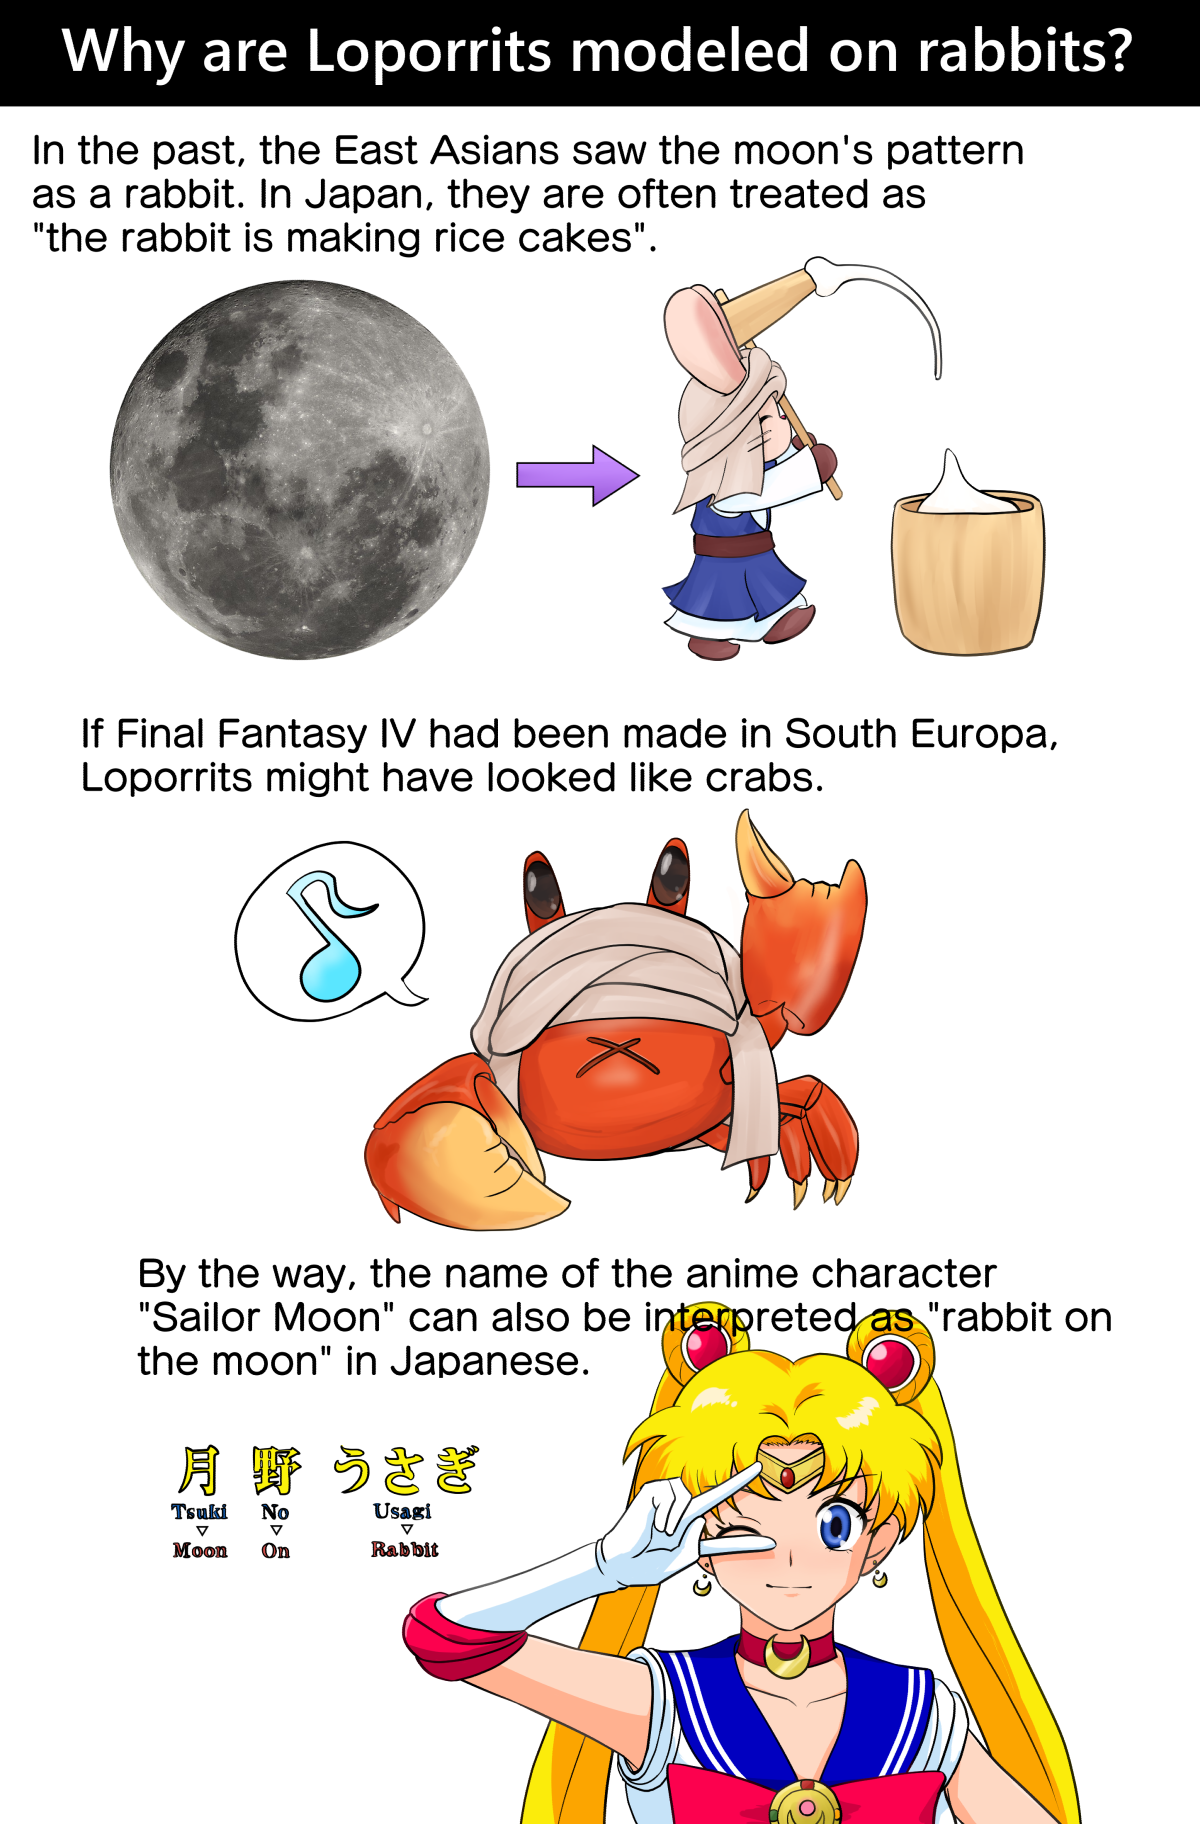 Why are Loporrits modeled on rabbits?
In the past, the East Asians saw the moon's pattern
as a rabbit. In Japan, they are often treated as
"the rabbit is making rice cakes".
If Final Fantasy IV had been made in South Europa,
Loporrits might have looked like crabs.
By the way, the name of the anime character
"Sailor Moon" can also be interpreted as "rabbit on
the moon" in Japanese.
月 野 うさぎ
Tsuki No Usagi
Moon On Rabbit